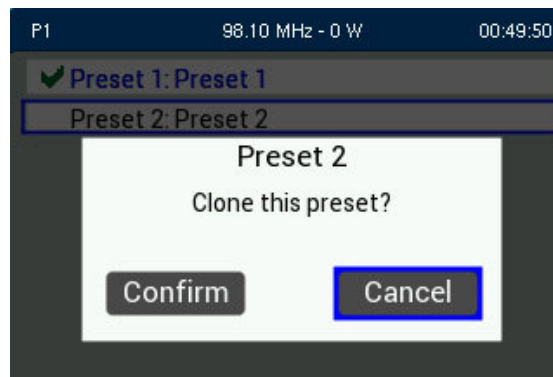 P1 98.10 MHz - 0 W 00:49:50
Preset 1: Preset 1
Preset 2: Preset 2
Preset 2
Clone this preset?
Confirm Cancel